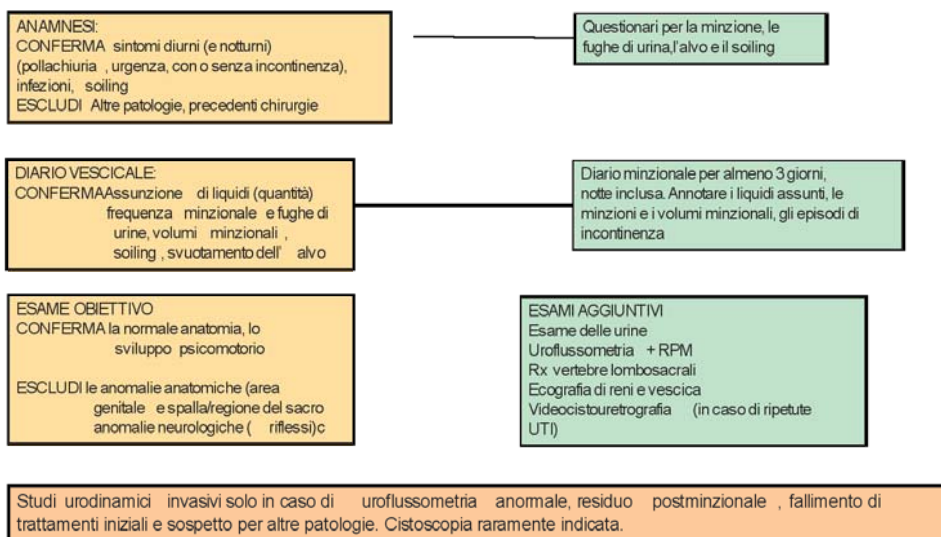 ANAMNESI:
CONFERMA sintomi diurni (e notturni)
(pollachiuria , urgenza, con o senza incontinenza),
infezioni, soiling
ESCLUDI Altre patologie, precedenti chirurgie
Questionari per la minzione, le
fughe di urina,l'alvo e il soiling
DIARIO VESCICALE:
CONFERMAAssunzione di liquidi (quantità)
frequenza minzionale e fughe di
urine, volumi minzionali ,
soiling , svuotamento dell' alvo
Diario minzionale per almeno 3 giorni,
notte inclusa. Annotare i liquidi assunti, le
minzioni e i volumi minzionali, gli episodi di
incontinenza
ESAME OBIETTIVO
CONFERMA la normale anatomia, lo
sviluppo psicomotorio
ESCLUDI le anomalie anatomiche (area
genitale e spalla/regione del sacro
anomalie neurologiche ( riflessi)c
ESAMI AGGIUNTIVI
Esame delle urine
Uroflussometria + RPM
Rx vertebre lombosacrali
Ecografia di reni e vescica
Videocistouretrografia (in caso di ripetute
UTI)
Studi urodinamici invasivi solo in caso di uroflussometria anormale, residuo postminzionale , fallimento di
trattamenti iniziali e sospetto per altre patologie. Cistoscopia raramente indicata.